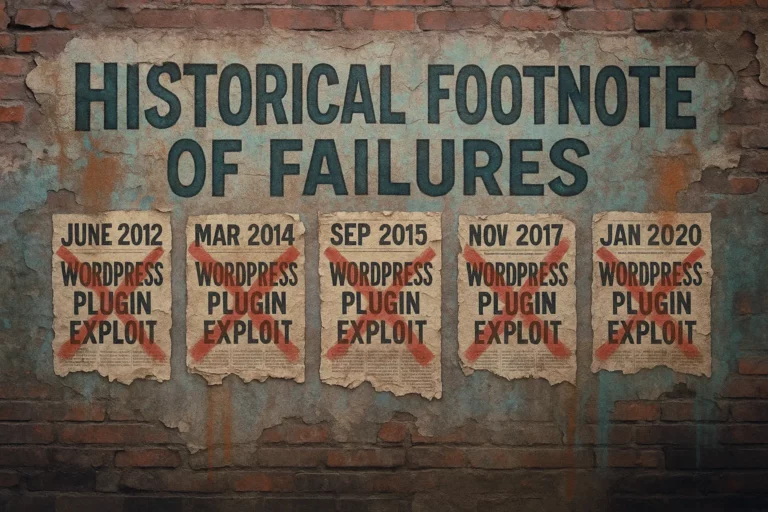 HISTORICAL FOOTNOTE
OF FAILURES
JUNE 2012
WORDPRESS
PLUGIN
EXPLOIT
MAR 2014
WORDPRESS
PLUGIN
EXPLOIT
SEP 2015
WORDPRESS
PLUGIN
EXPLOIT
NOV 2017
WORDPRESS
PLUGIN
EXPLOIT
JAN 2020
WORDPRESS
PLUGIN
EXPLOIT